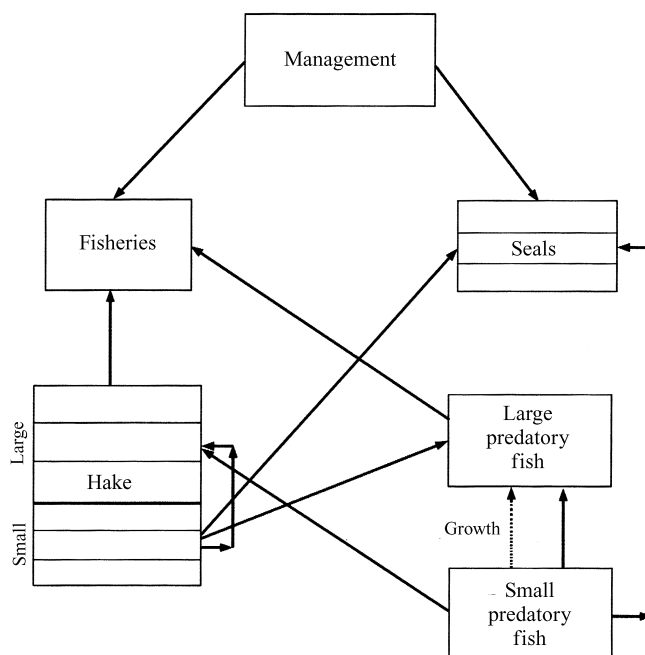 Management
Fisheries
Seals
Large
Hake
Small
Large
predatory
fish
Growth
Small
predatory
fish